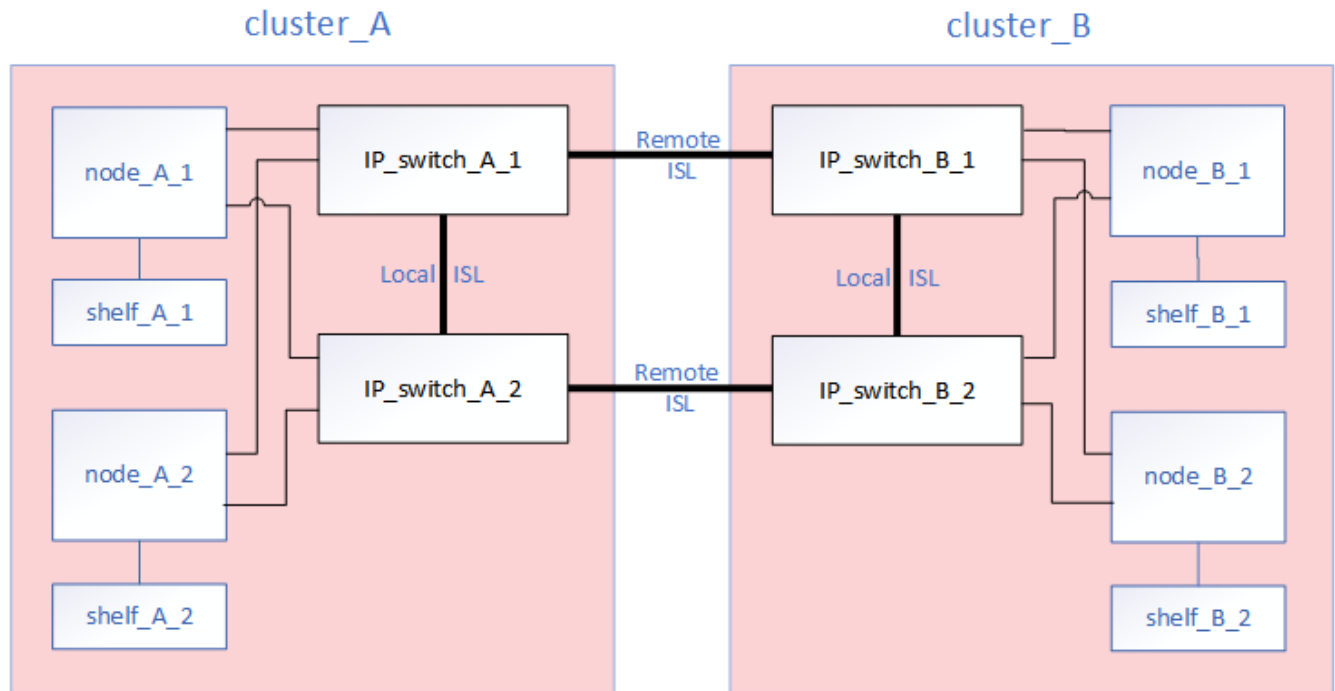 cluster_A
cluster_B
node_A_1
IP_switch_A_1
Remote
ISL
IP_switch_B_1
node_B_1
shelf_A_1
Local ISL
Local ISL
shelf_B_1
node_A_2
IP_switch_A_2
Remote
ISL
IP_switch_B_2
node_B_2
shelf_A_2
shelf_B_2